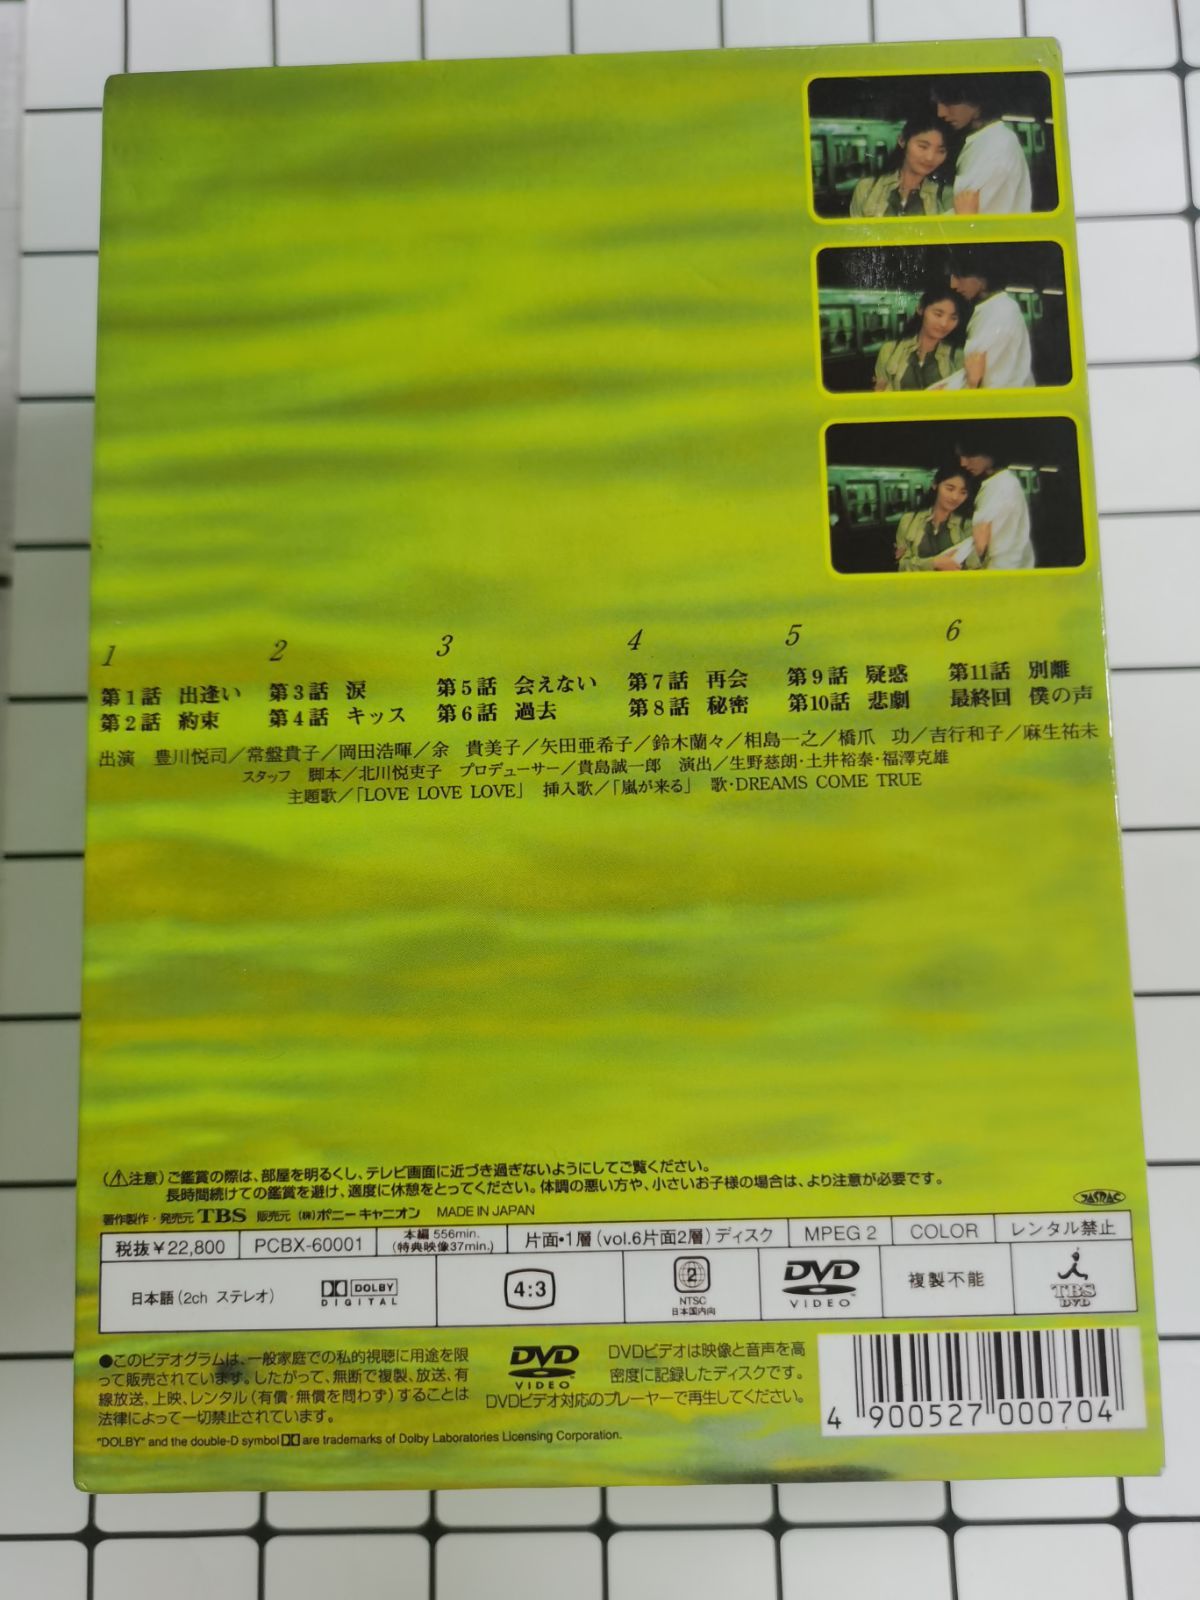 1
2
3
4
5
6
第1話 出逢い 第3話 涙 第5話 会えない 第7話 再会 第9話 疑惑 第11話 別離
第2話 約束 第4話 キッス 第6話 過去 第8話 秘密 第10話 悲劇 最終回 僕の声
出演 豊川悦司／常盤貴子／岡田浩暉／余 貴美子／矢田亜希子／鈴木蘭々／相島一之／橋爪 功／吉行和子／麻生祐未
スタッフ 脚本／北川悦吏子 プロデューサー／貴島誠一郎 演出／生野慈朗・土井裕泰・福澤克雄
主題歌／「LOVE LOVE LOVE」 挿入歌／「嵐が来る」 歌・DREAMS COME TRUE
(⚠注意)ご鑑賞の際は、部屋を明るくし、テレビ画面に近づき過ぎないようにしてご覧ください。
長時間続けての鑑賞を避け、適度に休憩をとってください。体調の悪い方や、小さいお子様の場合は、より注意が必要です。
JASRAC
著作製作・発売元 TBS 販売元 (株)ポニーキャニオン MADE IN JAPAN
税抜¥22,800 PCBX-60001 本編 556min. (特典映像37min.) 片面・1層(vol.6片面2層)ディスク MPEG 2 COLOR レンタル禁止
日本語(2ch ステレオ) DOLBY DIGITAL 4:3 2 NTSC 日本国内向 DVD VIDEO 複製不能 TBS DVD
●このビデオグラムは、一般家庭での私的視聴に用途を限
って販売されています。したがって、無断で複製、放送、有
線放送、上映、レンタル(有償・無償を問わず)することは
法律によって一切禁止されています。
DVD VIDEO
DVDビデオは映像と音声を高
密度に記録したディスクです。
DVDビデオ対応のプレーヤーで再生してください。
"DOLBY" and the double-D symbol are trademarks of Dolby Laboratories Licensing Corporation.
4 900527 000704